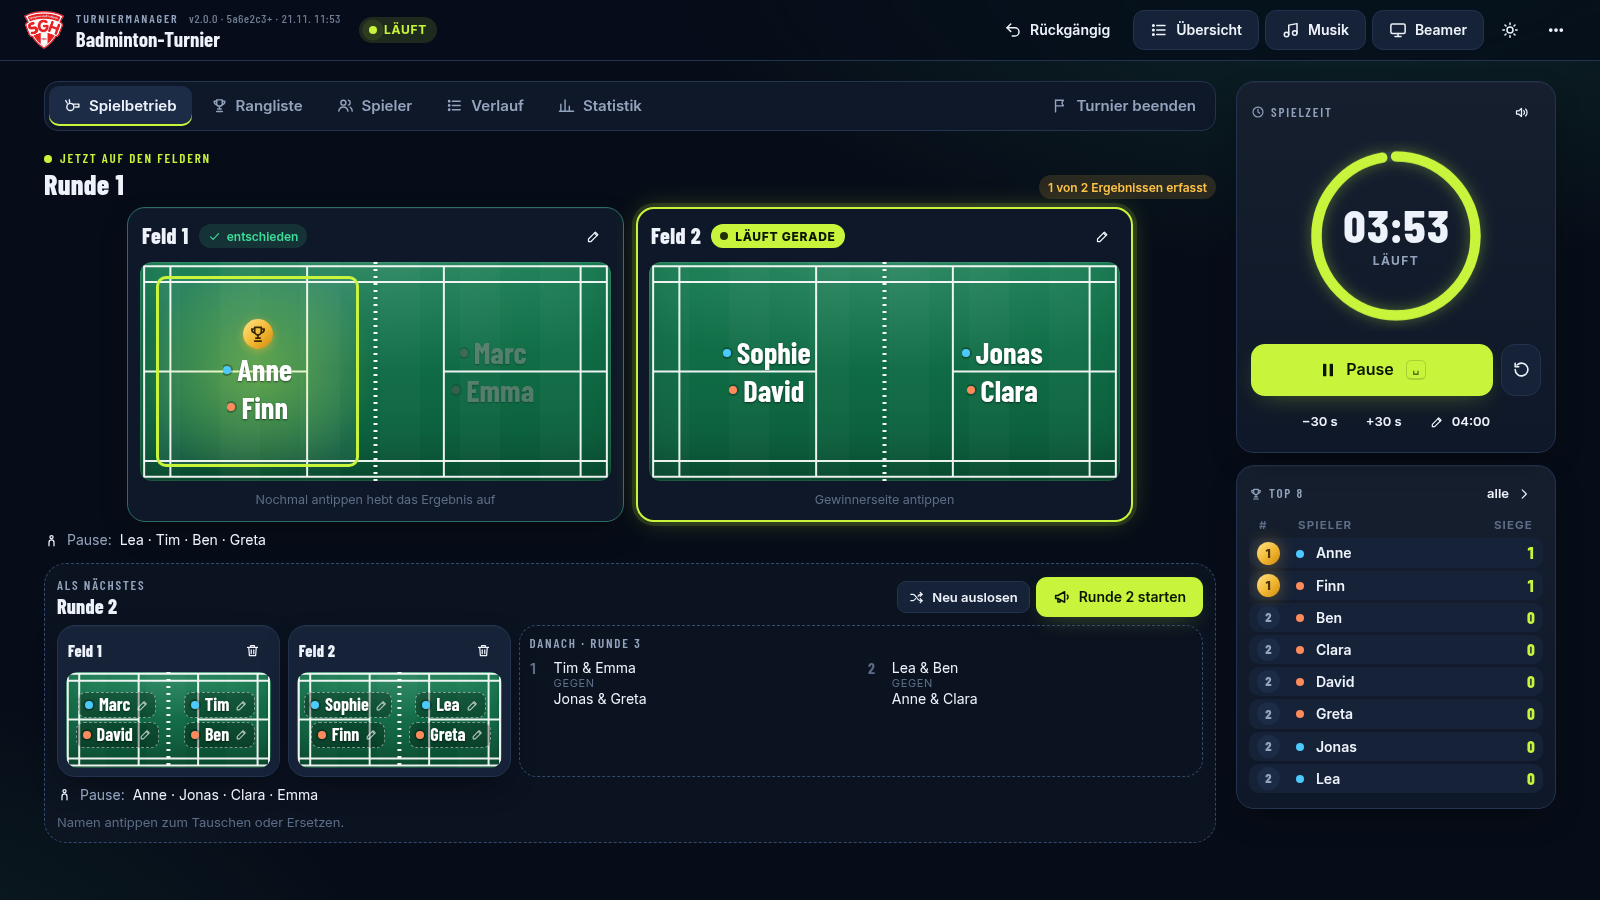 SGH
TURNIERMANAGER v2.0.0 · 5a6e2c3+ · 21.11. 11:53
Badminton-Turnier
LÄUFT
Rückgängig
Übersicht
Musik
Beamer
Spielbetrieb
Rangliste
Spieler
Verlauf
Statistik
Turnier beenden
JETZT AUF DEN FELDERN
Runde 1
1 von 2 Ergebnissen erfasst
Feld 1
entschieden
Anne
Finn
Marc
Emma
Nochmal antippen hebt das Ergebnis auf
Feld 2
LÄUFT GERADE
Sophie
David
Jonas
Clara
Gewinnerseite antippen
Pause: Lea · Tim · Ben · Greta
ALS NÄCHSTES
Runde 2
Neu auslosen
Runde 2 starten
Feld 1
Marc
David
Tim
Ben
Feld 2
Sophie
Finn
Lea
Greta
DANACH · RUNDE 3
1 Tim & Emma
GEGEN
Jonas & Greta
2 Lea & Ben
GEGEN
Anne & Clara
Pause: Anne · Jonas · Clara · Emma
Namen antippen zum Tauschen oder Ersetzen.
SPIELZEIT
03:53
LÄUFT
Pause
−30 s
+30 s
04:00
TOP 8
alle
# SPIELER SIEGE
1 Anne 1
1 Finn 1
2 Ben 0
2 Clara 0
2 David 0
2 Greta 0
2 Jonas 0
2 Lea 0